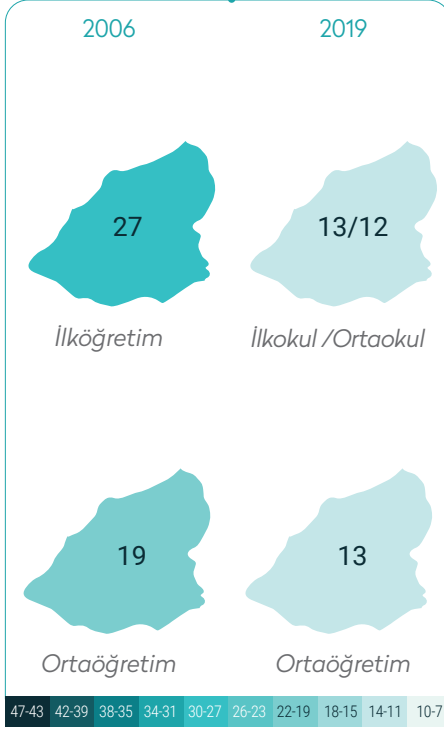 2006 2019
27 13/12
İlköğretim İlkokul /Ortaokul
19 13
Ortaöğretim Ortaöğretim
47-43 42-39 38-35 34-31 30-27 26-23 22-19 18-15 14-11 10-7